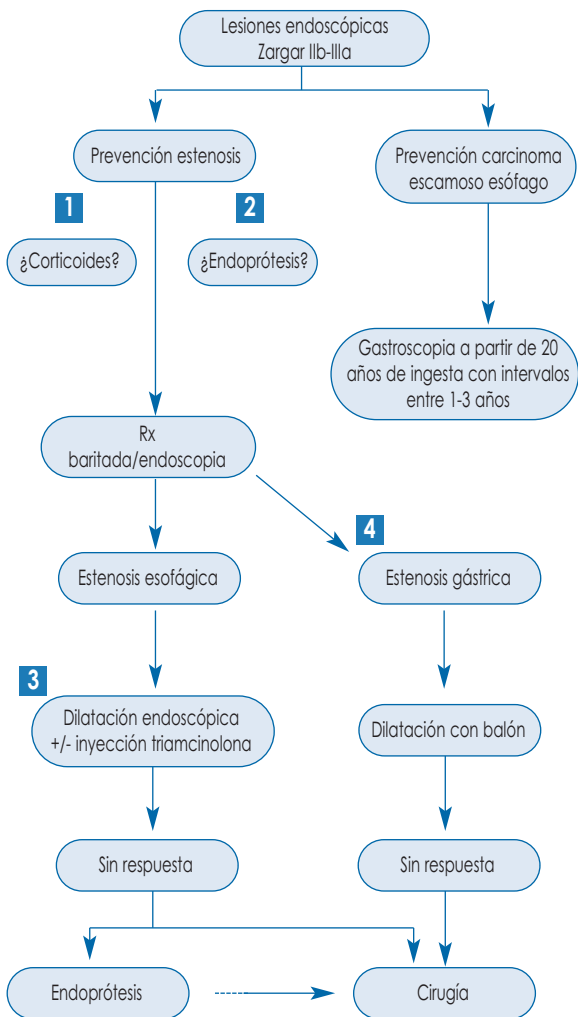 Lesiones endoscópicas
Zargar IIb-IIIa
Prevención estenosis
Prevención carcinoma
escamoso esófago
1
2
¿Corticoides?
¿Endoprótesis?
Gastroscopia a partir de 20
años de ingesta con intervalos
entre 1-3 años
Rx
baritada/endoscopia
4
Estenosis esofágica
Estenosis gástrica
3
Dilatación endoscópica
+/- inyección triamcinolona
Dilatación con balón
Sin respuesta
Sin respuesta
Endoprótesis
Cirugía